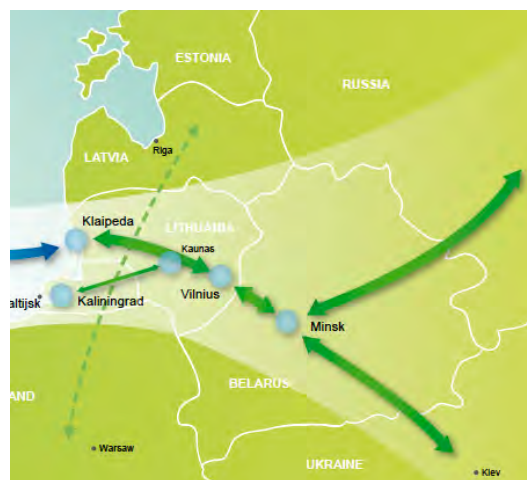 ESTONIA
RUSSIA
Riga
LATVIA
Klaipeda
LITHUANIA
Kaunas
altijsk
Kaliningrad
Vilnius
Minsk
BELARUS
AND
Warsaw
UKRAINE
Kiev